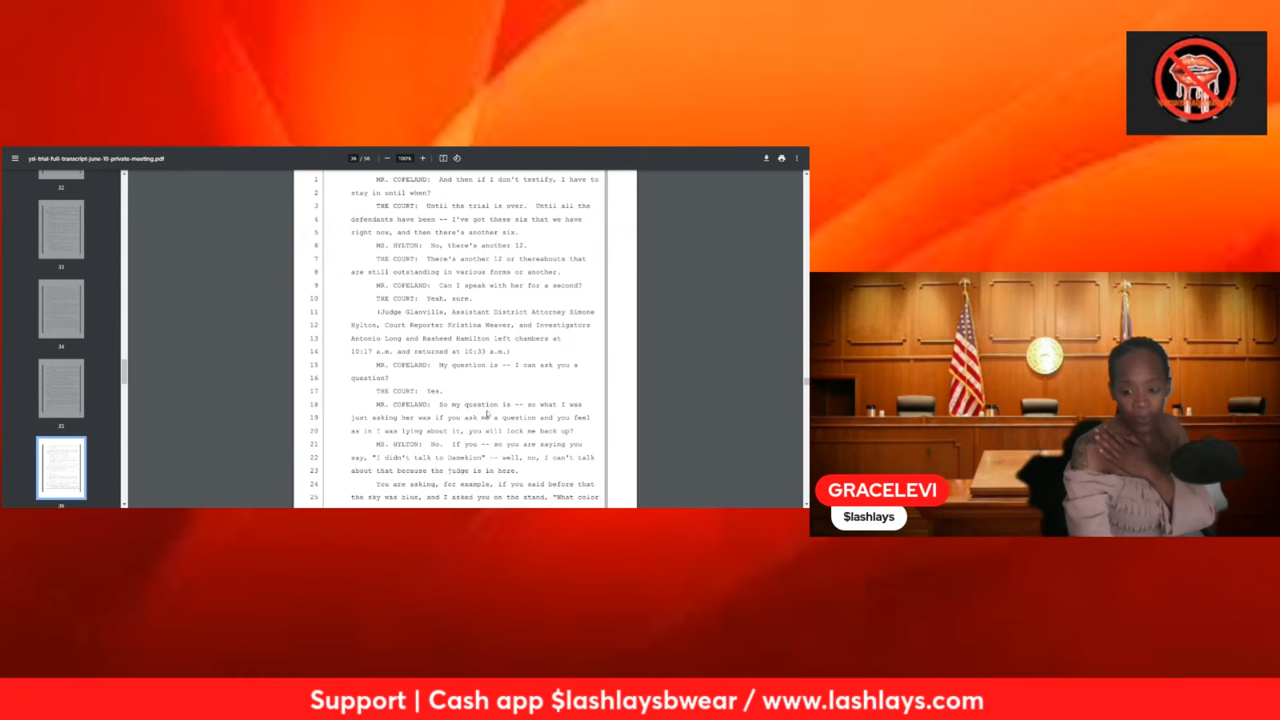 ysl-trial-full-transcript-june-10-private-meeting.pdf
36 / 56
100%
32
33
34
35
36
1 MR. COPELAND: And then if I don't testify, I have to
2 stay in until when?
3 THE COURT: Until the trial is over. Until all the
4 defendants have been -- I've got these six that we have
5 right now, and then there's another six.
6 MS. HYLTON: No, there's another 12.
7 THE COURT: There's another 12 or thereabouts that
8 are still outstanding in various forms or another.
9 MR. COPELAND: Can I speak with her for a second?
10 THE COURT: Yeah, sure.
11 (Judge Glanville, Assistant District Attorney Simone
12 Hylton, Court Reporter Kristina Weaver, and Investigators
13 Antonio Long and Rasheed Hamilton left chambers at
14 10:17 a.m. and returned at 10:33 a.m.)
15 MR. COPELAND: My question is -- I can ask you a
16 question?
17 THE COURT: Yes.
18 MR. COPELAND: So my question is -- so what I was
19 just asking her was if you ask me a question and you feel
20 as in I was lying about it, you will lock me back up?
21 MS. HYLTON: No. If you -- so you are saying you
22 say, "I didn't talk to Damekion" -- well, no, I can't talk
23 about that because the judge is in here.
24 You are asking, for example, if you said before that
25 the sky was blue, and I asked you on the stand, "What color
GRACELEVI
$lashlays
Support | Cash app $lashlaysbwear / www.lashlays.com